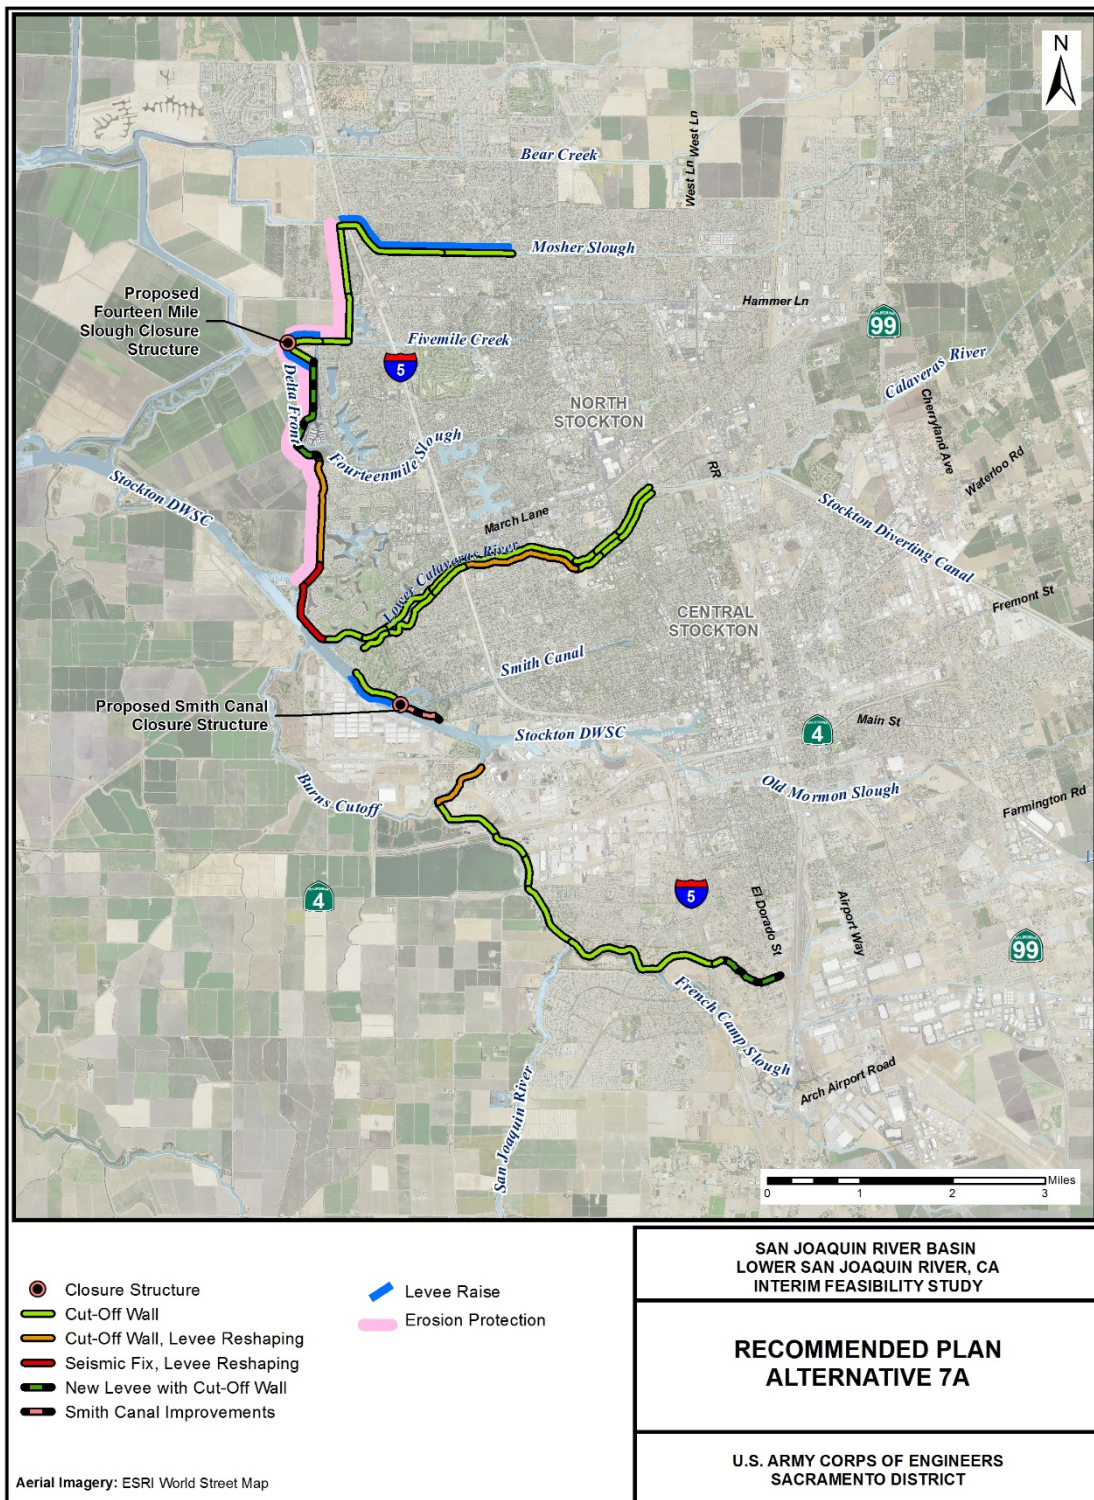 N
West Ln
West Ln
Bear Creek
Mosher Slough
Proposed
Fourteen Mile
Slough Closure
Structure
Hammer Ln
CALIFORNIA
99
Fivemile Creek
5
Calaveras River
Delta Front
NORTH
STOCKTON
Cherryland Ave
Fourteenmile Slough
Waterloo Rd
RR
Stockton DWSC
March Lane
Stockton Diverting Canal
Lower Calaveras River
Fremont St
CENTRAL
STOCKTON
Smith Canal
Proposed Smith Canal
Closure Structure
Main St
CALIFORNIA
4
Stockton DWSC
Old Mormon Slough
Burns Cutoff
Farmington Rd
CALIFORNIA
4
5
El Dorado St
Airport Way
CALIFORNIA
99
French Camp Slough
San Joaquin River
Arch Airport Road
Miles
0 1 2 3
Closure Structure
Cut-Off Wall
Cut-Off Wall, Levee Reshaping
Seismic Fix, Levee Reshaping
New Levee with Cut-Off Wall
Smith Canal Improvements
Levee Raise
Erosion Protection
Aerial Imagery: ESRI World Street Map
SAN JOAQUIN RIVER BASIN
LOWER SAN JOAQUIN RIVER, CA
INTERIM FEASIBILITY STUDY
RECOMMENDED PLAN
ALTERNATIVE 7A
U.S. ARMY CORPS OF ENGINEERS
SACRAMENTO DISTRICT